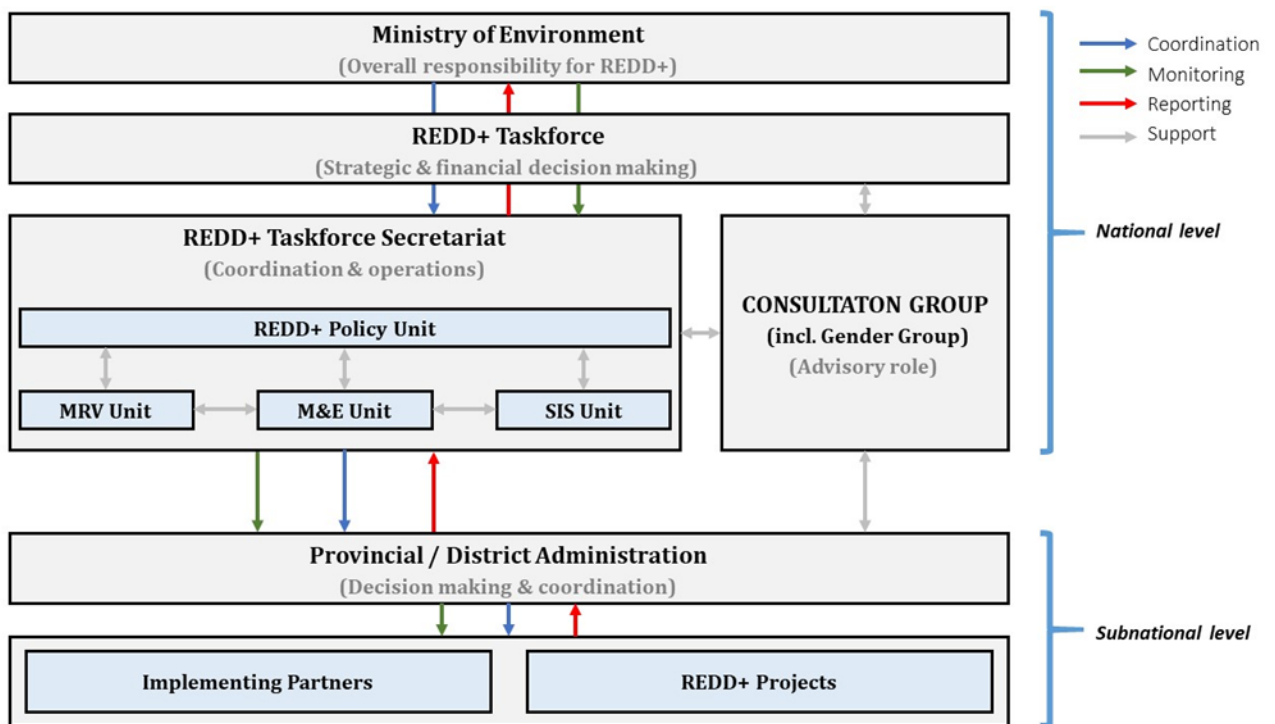 Ministry of Environment
(Overall responsibility for REDD+)
Coordination
Monitoring
Reporting
Support
REDD+ Taskforce
(Strategic & financial decision making)
REDD+ Taskforce Secretariat
(Coordination & operations)
REDD+ Policy Unit
MRV Unit
M&E Unit
SIS Unit
CONSULTATON GROUP
(incl. Gender Group)
(Advisory role)
National level
Provincial / District Administration
(Decision making & coordination)
Implementing Partners
REDD+ Projects
Subnational level